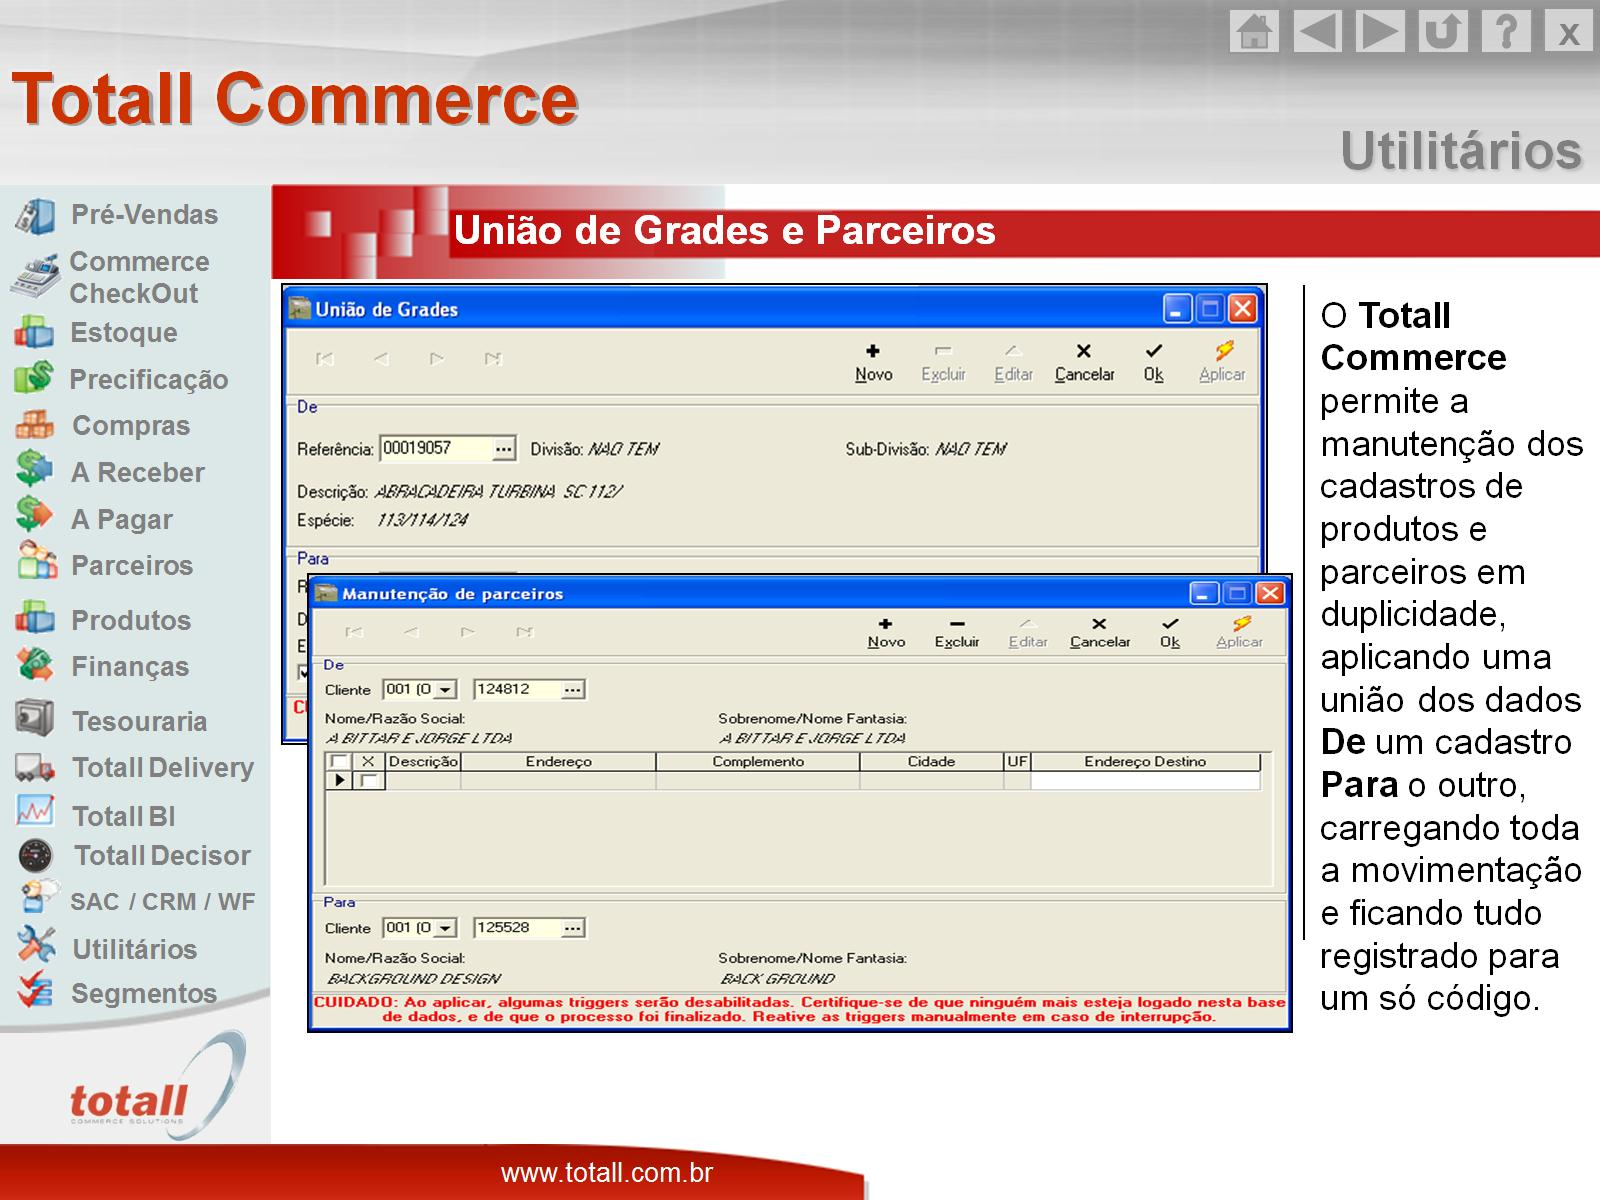 x
Totall Commerce
Utilitários
Pré-Vendas
Commerce
CheckOut
Estoque
Precificação
Compras
A Receber
A Pagar
Parceiros
Produtos
Finanças
Tesouraria
Totall Delivery
Totall BI
Totall Decisor
SAC / CRM / WF
Utilitários
Segmentos
totall
COMMERCE SOLUTIONS
União de Grades e Parceiros
União de Grades
Novo Excluir Editar Cancelar Ok Aplicar
De
Referência: 00019057 ... Divisão: NAO TEM Sub-Divisão: NAO TEM
Descrição: ABRACADEIRA TURBINA SC 112/
Espécie: 113/114/124
Para
Manutenção de parceiros
Novo Excluir Editar Cancelar Ok Aplicar
De
Cliente 001 (O 124812 ...
Nome/Razão Social: Sobrenome/Nome Fantasia:
A BITTAR E JORGE LTDA A BITTAR E JORGE LTDA
X Descrição Endereço Complemento Cidade UF Endereço Destino
Para
Cliente 001 (O 125528 ...
Nome/Razão Social: Sobrenome/Nome Fantasia:
BACKGROUND DESIGN BACK GROUND
CUIDADO: Ao aplicar, algumas triggers serão desabilitadas. Certifique-se de que ninguém mais esteja logado nesta base
de dados, e de que o processo foi finalizado. Reative as triggers manualmente em caso de interrupção.
O Totall
Commerce
permite a
manutenção dos
cadastros de
produtos e
parceiros em
duplicidade,
aplicando uma
união dos dados
De um cadastro
Para o outro,
carregando toda
a movimentação
e ficando tudo
registrado para
um só código.
www.totall.com.br